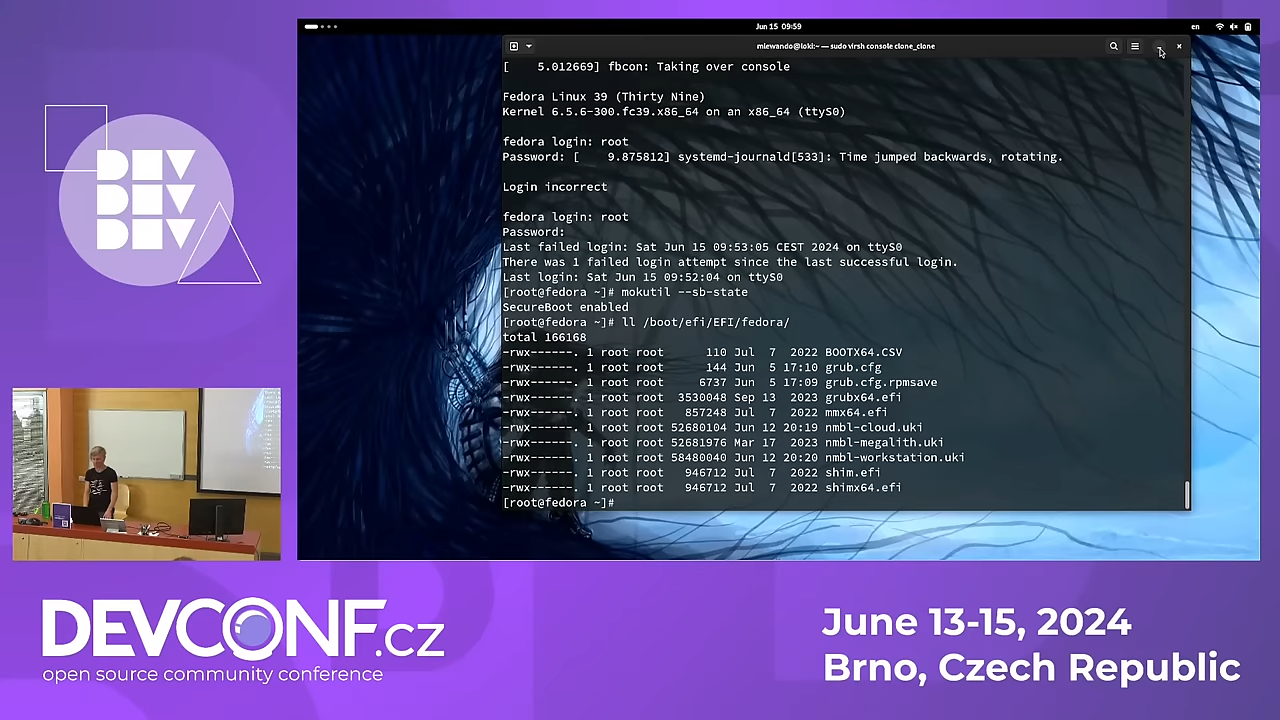 Jun 15 09:59
en
mlewando@loki:~ — sudo virsh console clone_clone
[    5.012669] fbcon: Taking over console
Fedora Linux 39 (Thirty Nine)
Kernel 6.5.6-300.fc39.x86_64 on an x86_64 (ttyS0)
fedora login: root
Password: [    9.875812] systemd-journald[533]: Time jumped backwards, rotating.
Login incorrect
fedora login: root
Password:
Last failed login: Sat Jun 15 09:53:05 CEST 2024 on ttyS0
There was 1 failed login attempt since the last successful login.
Last login: Sat Jun 15 09:52:04 on ttyS0
[root@fedora ~]# mokutil --sb-state
SecureBoot enabled
[root@fedora ~]# ll /boot/efi/EFI/fedora/
total 166168
-rwx------. 1 root root      110 Jul  7  2022 BOOTX64.CSV
-rwx------. 1 root root      144 Jun  5 17:10 grub.cfg
-rwx------. 1 root root     6737 Jun  5 17:09 grub.cfg.rpmsave
-rwx------. 1 root root  3530048 Sep 13  2023 grubx64.efi
-rwx------. 1 root root   857248 Jul  7  2022 mmx64.efi
-rwx------. 1 root root 52680104 Jun 12 20:19 nmbl-cloud.uki
-rwx------. 1 root root 52681976 Mar 17  2023 nmbl-megalith.uki
-rwx------. 1 root root 58480040 Jun 12 20:20 nmbl-workstation.uki
-rwx------. 1 root root   946712 Jul  7  2022 shim.efi
-rwx------. 1 root root   946712 Jul  7  2022 shimx64.efi
[root@fedora ~]#
DEV
DEV
DEV
DEVCONF.cz
open source community conference
June 13-15, 2024
Brno, Czech Republic